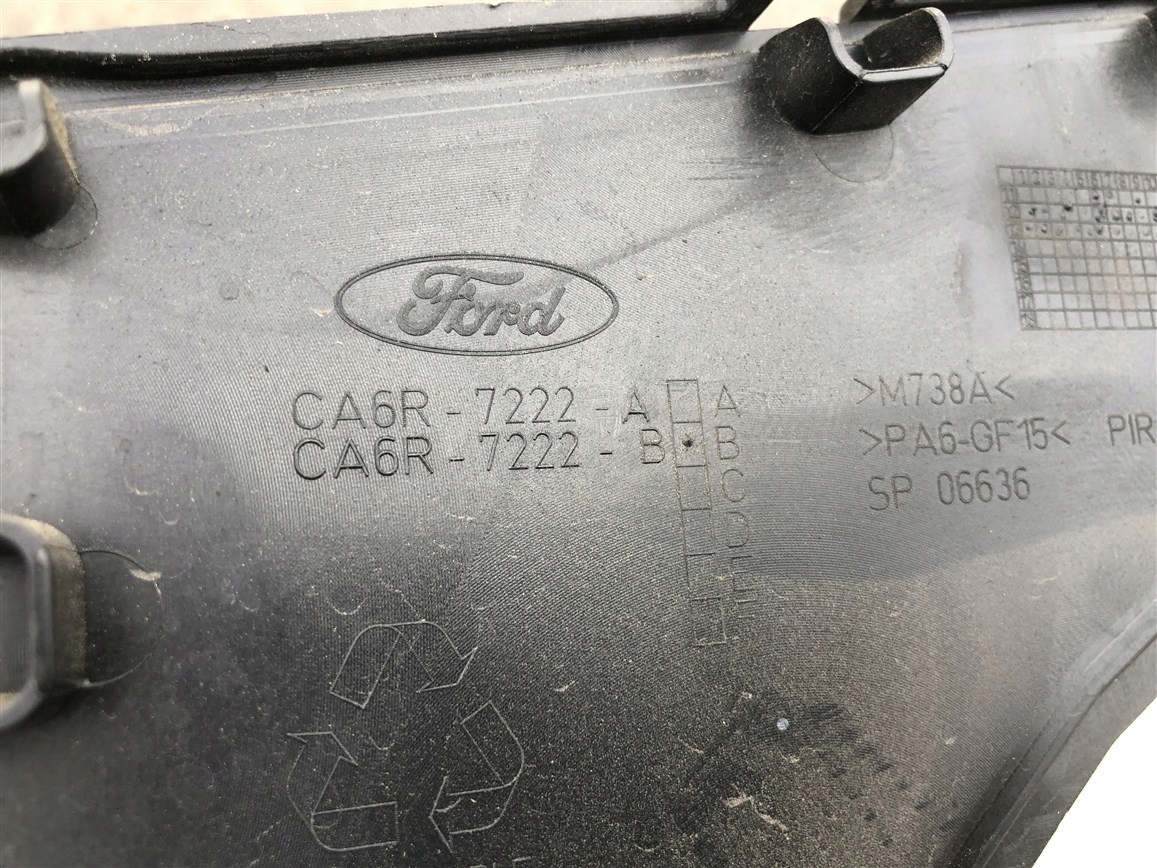 Ford
CA6R-7222-A A
CA6R-7222-B B
C
D
E
>M738A<
>PA6-GF15< PIR
SP 06636